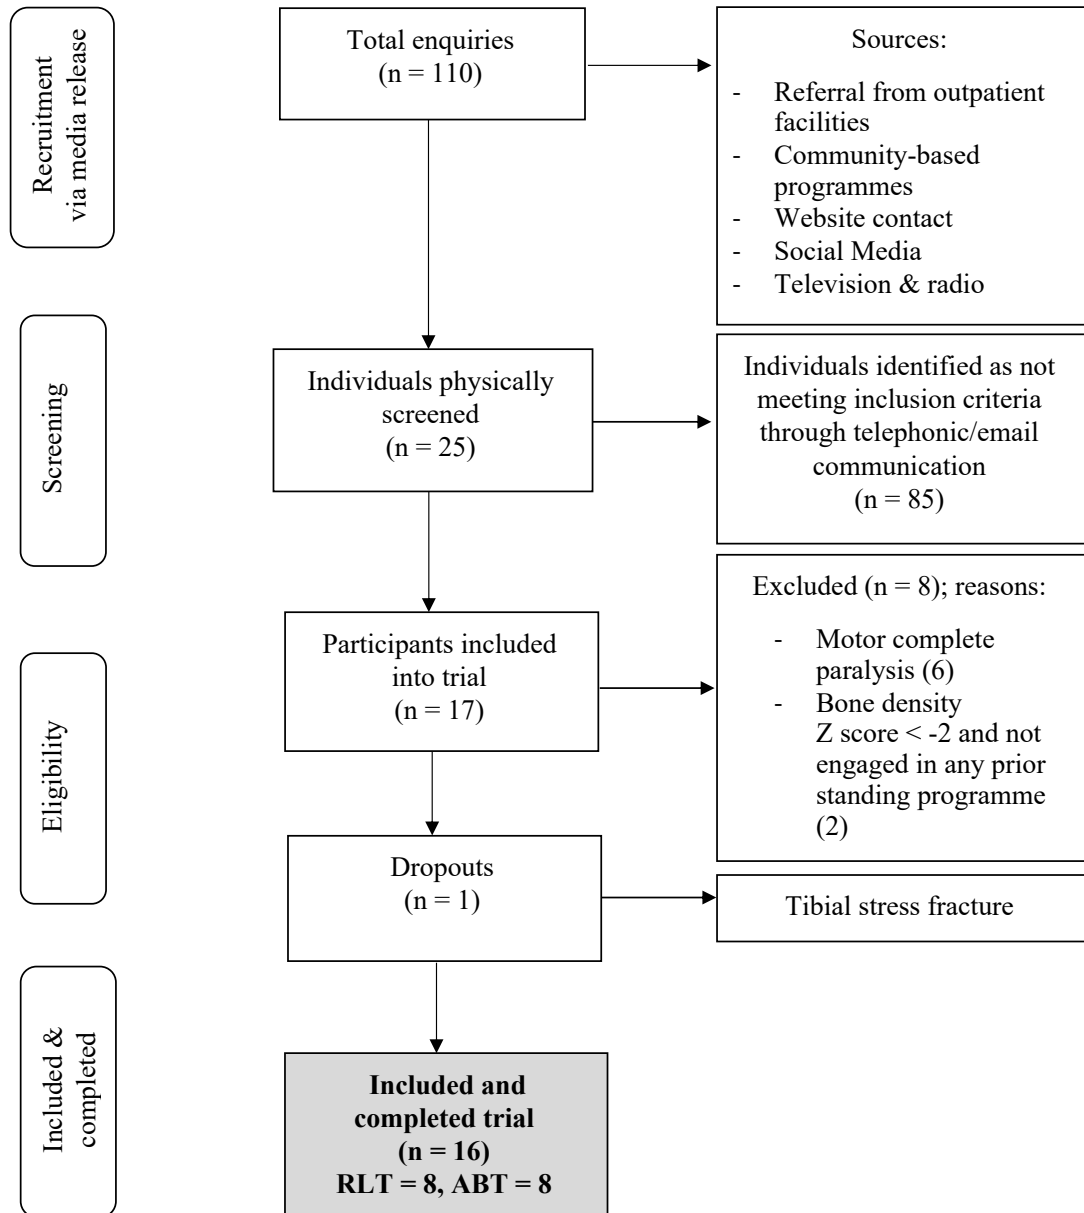 Recruitment
via media release
Total enquiries
(n = 110)
Sources:
- Referral from outpatient
facilities
- Community-based
programmes
- Website contact
- Social Media
- Television & radio
Screening
Individuals physically
screened
(n = 25)
Individuals identified as not
meeting inclusion criteria
through telephonic/email
communication
(n = 85)
Eligibility
Participants included
into trial
(n = 17)
Excluded (n = 8); reasons:
- Motor complete
paralysis (6)
- Bone density
Z score < -2 and not
engaged in any prior
standing programme
(2)
Dropouts
(n = 1)
Tibial stress fracture
Included &
completed
Included and
completed trial
(n = 16)
RLT = 8, ABT = 8